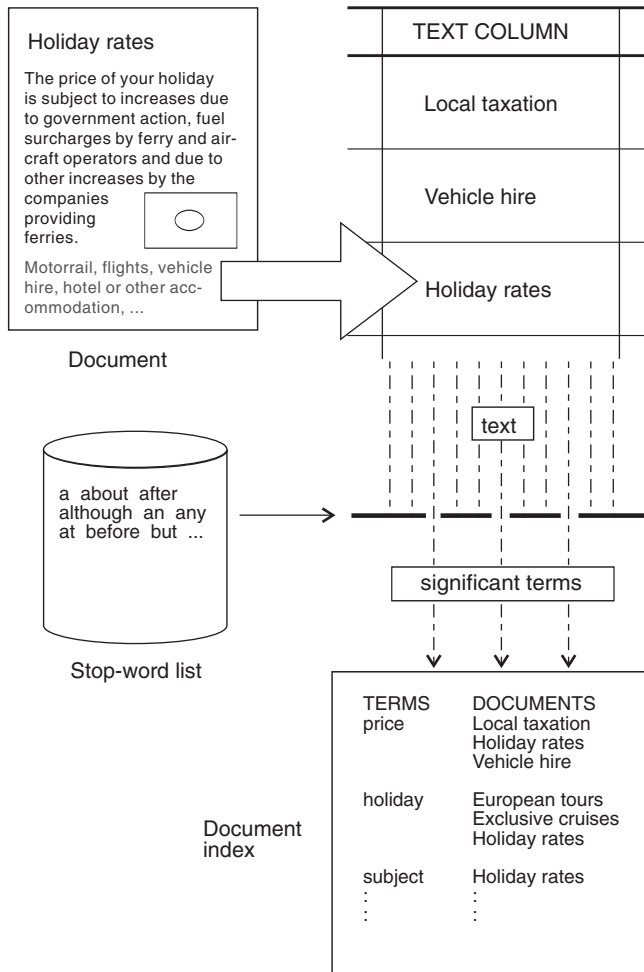 Holiday rates
The price of your holiday
is subject to increases due
to government action, fuel
surcharges by ferry and air-
craft operators and due to
other increases by the
companies
providing
ferries.
Motorrail, flights, vehicle
hire, hotel or other acc-
ommodation, ...
Document
TEXT COLUMN
Local taxation
Vehicle hire
Holiday rates
text
a about after
although an any
at before but ...
Stop-word list
significant terms
TERMS DOCUMENTS
price Local taxation
Holiday rates
Vehicle hire
holiday European tours
Exclusive cruises
Holiday rates
subject Holiday rates
: :
: :
Document
index